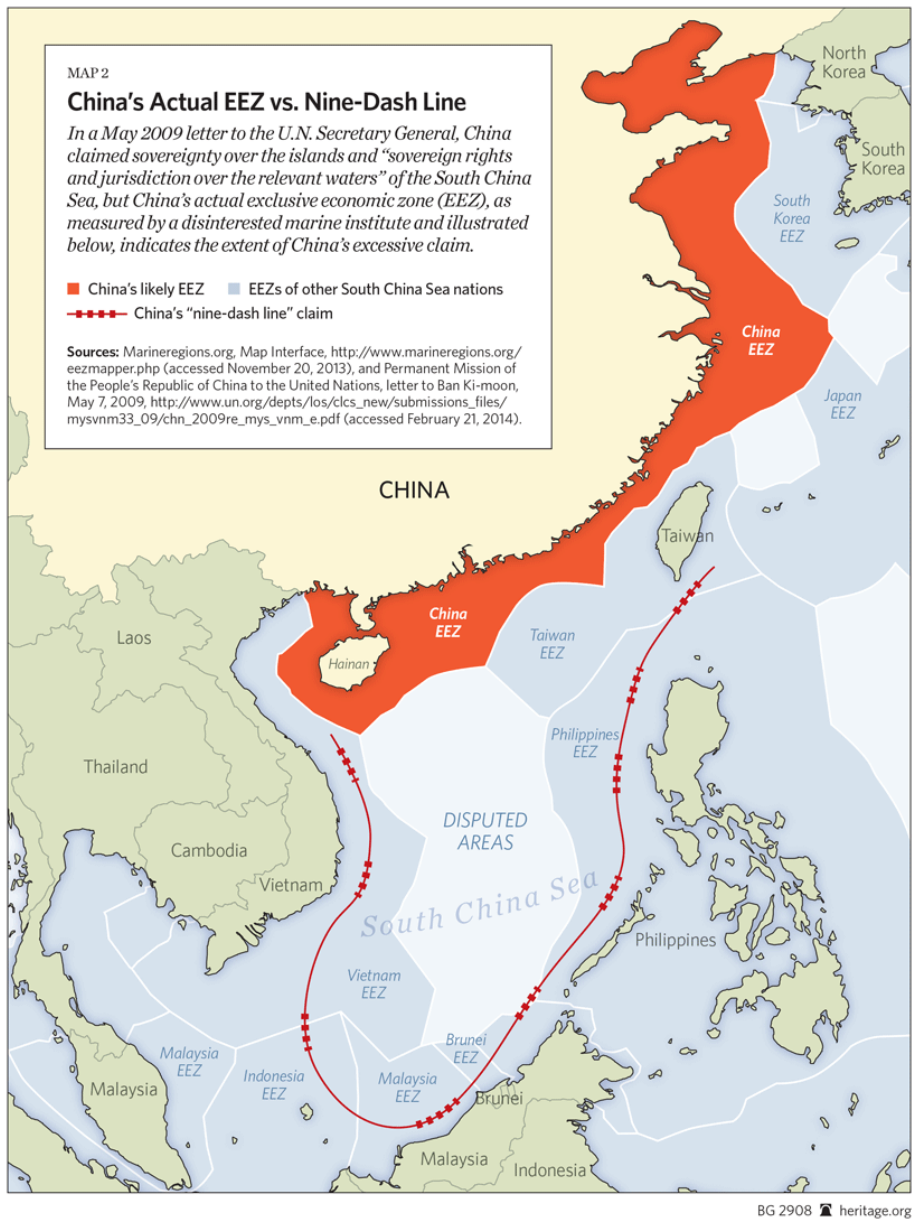 MAP 2
China's Actual EEZ vs. Nine-Dash Line
In a May 2009 letter to the U.N. Secretary General, China
claimed sovereignty over the islands and “sovereign rights
and jurisdiction over the relevant waters” of the South China
Sea, but China's actual exclusive economic zone (EEZ), as
measured by a disinterested marine institute and illustrated
below, indicates the extent of China's excessive claim.
China's likely EEZ
EEZs of other South China Sea nations
China's “nine-dash line” claim
Sources: Marineregions.org, Map Interface, http://www.marineregions.org/
eezmapper.php (accessed November 20, 2013), and Permanent Mission of
the People's Republic of China to the United Nations, letter to Ban Ki-moon,
May 7, 2009, http://www.un.org/depts/los/clcs_new/submissions_files/
mysvnm33_09/chn_2009re_mys_vnm_e.pdf (accessed February 21, 2014).
North
Korea
South
Korea
South
Korea
EEZ
China
EEZ
Japan
EEZ
CHINA
Taiwan
China
EEZ
Taiwan
EEZ
Laos
Hainan
Philippines
EEZ
Thailand
DISPUTED
AREAS
Cambodia
Vietnam
South China Sea
Philippines
Vietnam
EEZ
Malaysia
EEZ
Indonesia
EEZ
Malaysia
EEZ
Brunei
EEZ
Malaysia
Brunei
Malaysia
Indonesia
BG 2908
heritage.org